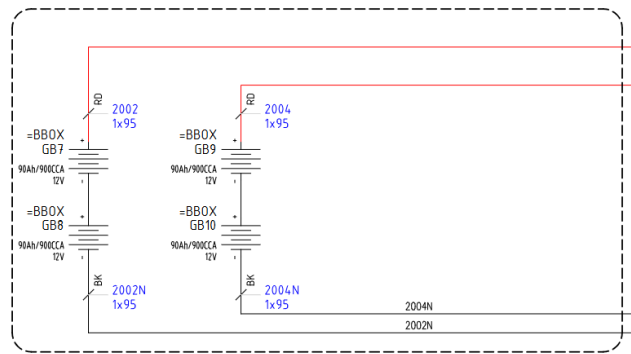 RD
2002
1x95
RD
2004
1x95
=BBOX
GB7
+
90Ah/900CCA
12V
-
=BBOX
GB9
+
90Ah/900CCA
12V
-
=BBOX
GB8
+
90Ah/900CCA
12V
-
=BBOX
GB10
+
90Ah/900CCA
12V
-
BK
2002N
1x95
BK
2004N
1x95
2004N
2002N